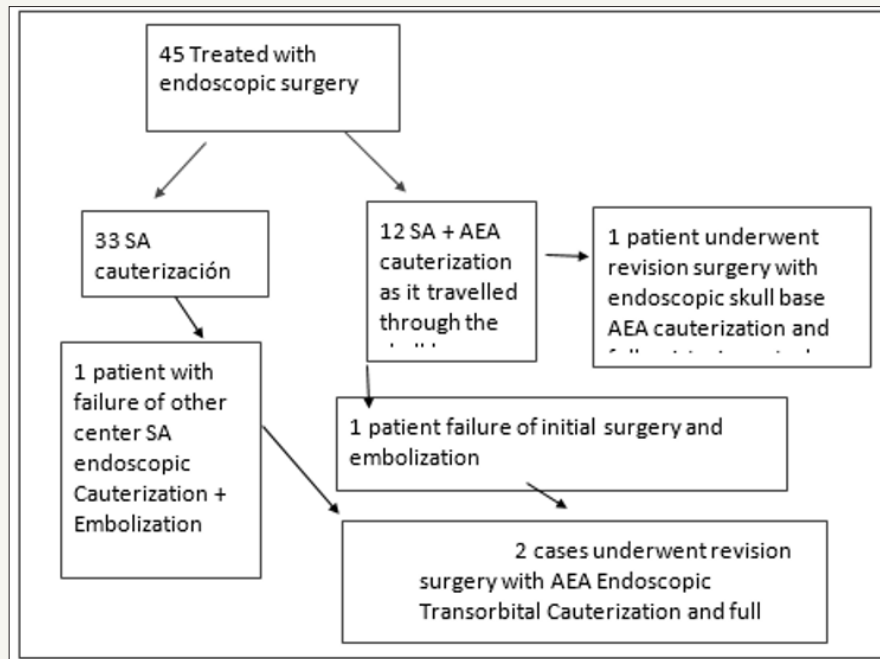 45 Treated with
endoscopic surgery
33 SA
cauterización
12 SA + AEA
cauterization
as it travelled
through the
1 patient underwent
revision surgery with
endoscopic skull base
AEA cauterization and
1 patient with
failure of other
center SA
endoscopic
Cauterization +
Embolization
1 patient failure of initial surgery and
embolization
2 cases underwent revision
surgery with AEA Endoscopic
Transorbital Cauterization and full